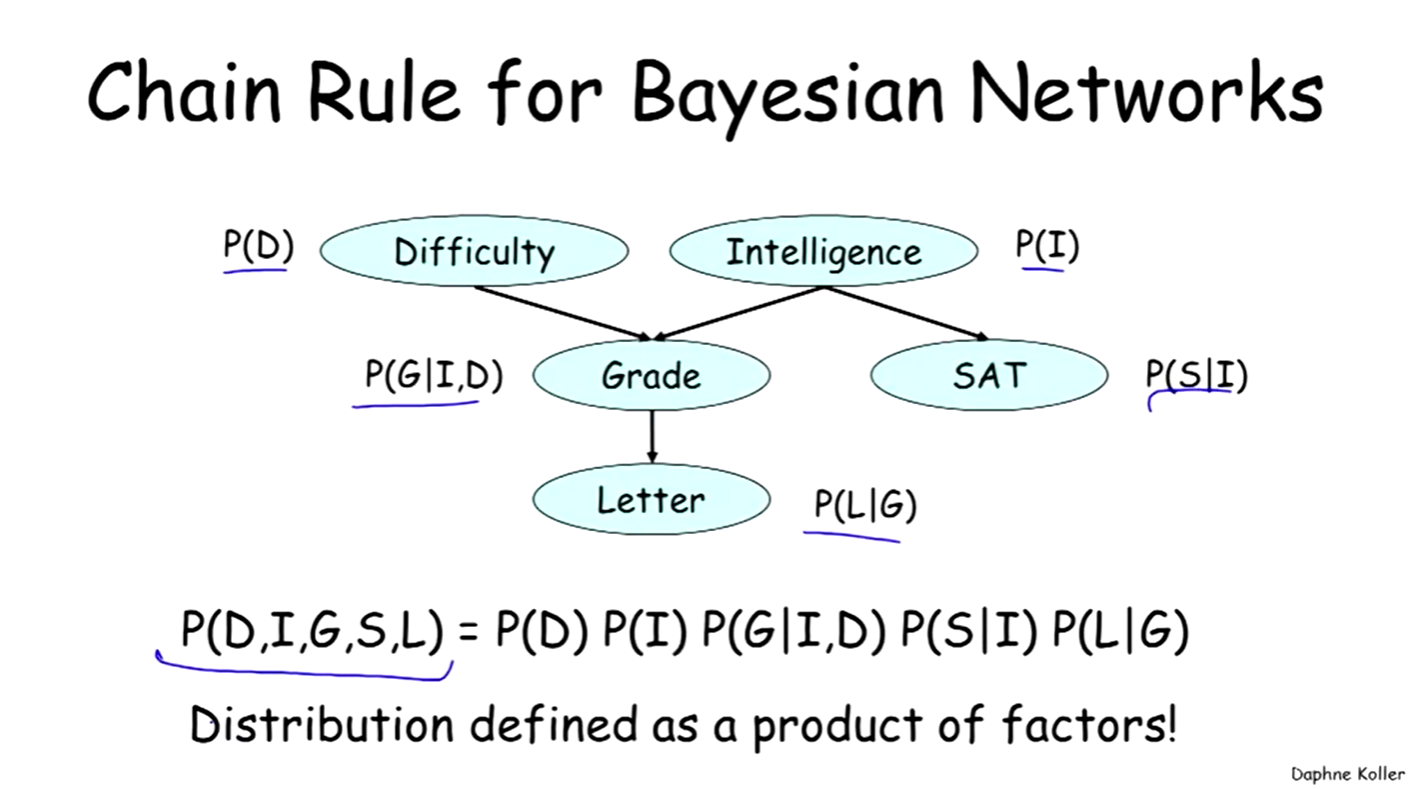 Chain Rule for Bayesian Networks
P(D) Difficulty Intelligence P(I)
P(G|I,D) Grade SAT P(S|I)
Letter P(L|G)
P(D,I,G,S,L) = P(D) P(I) P(G|I,D) P(S|I) P(L|G)
Distribution defined as a product of factors!
Daphne Koller